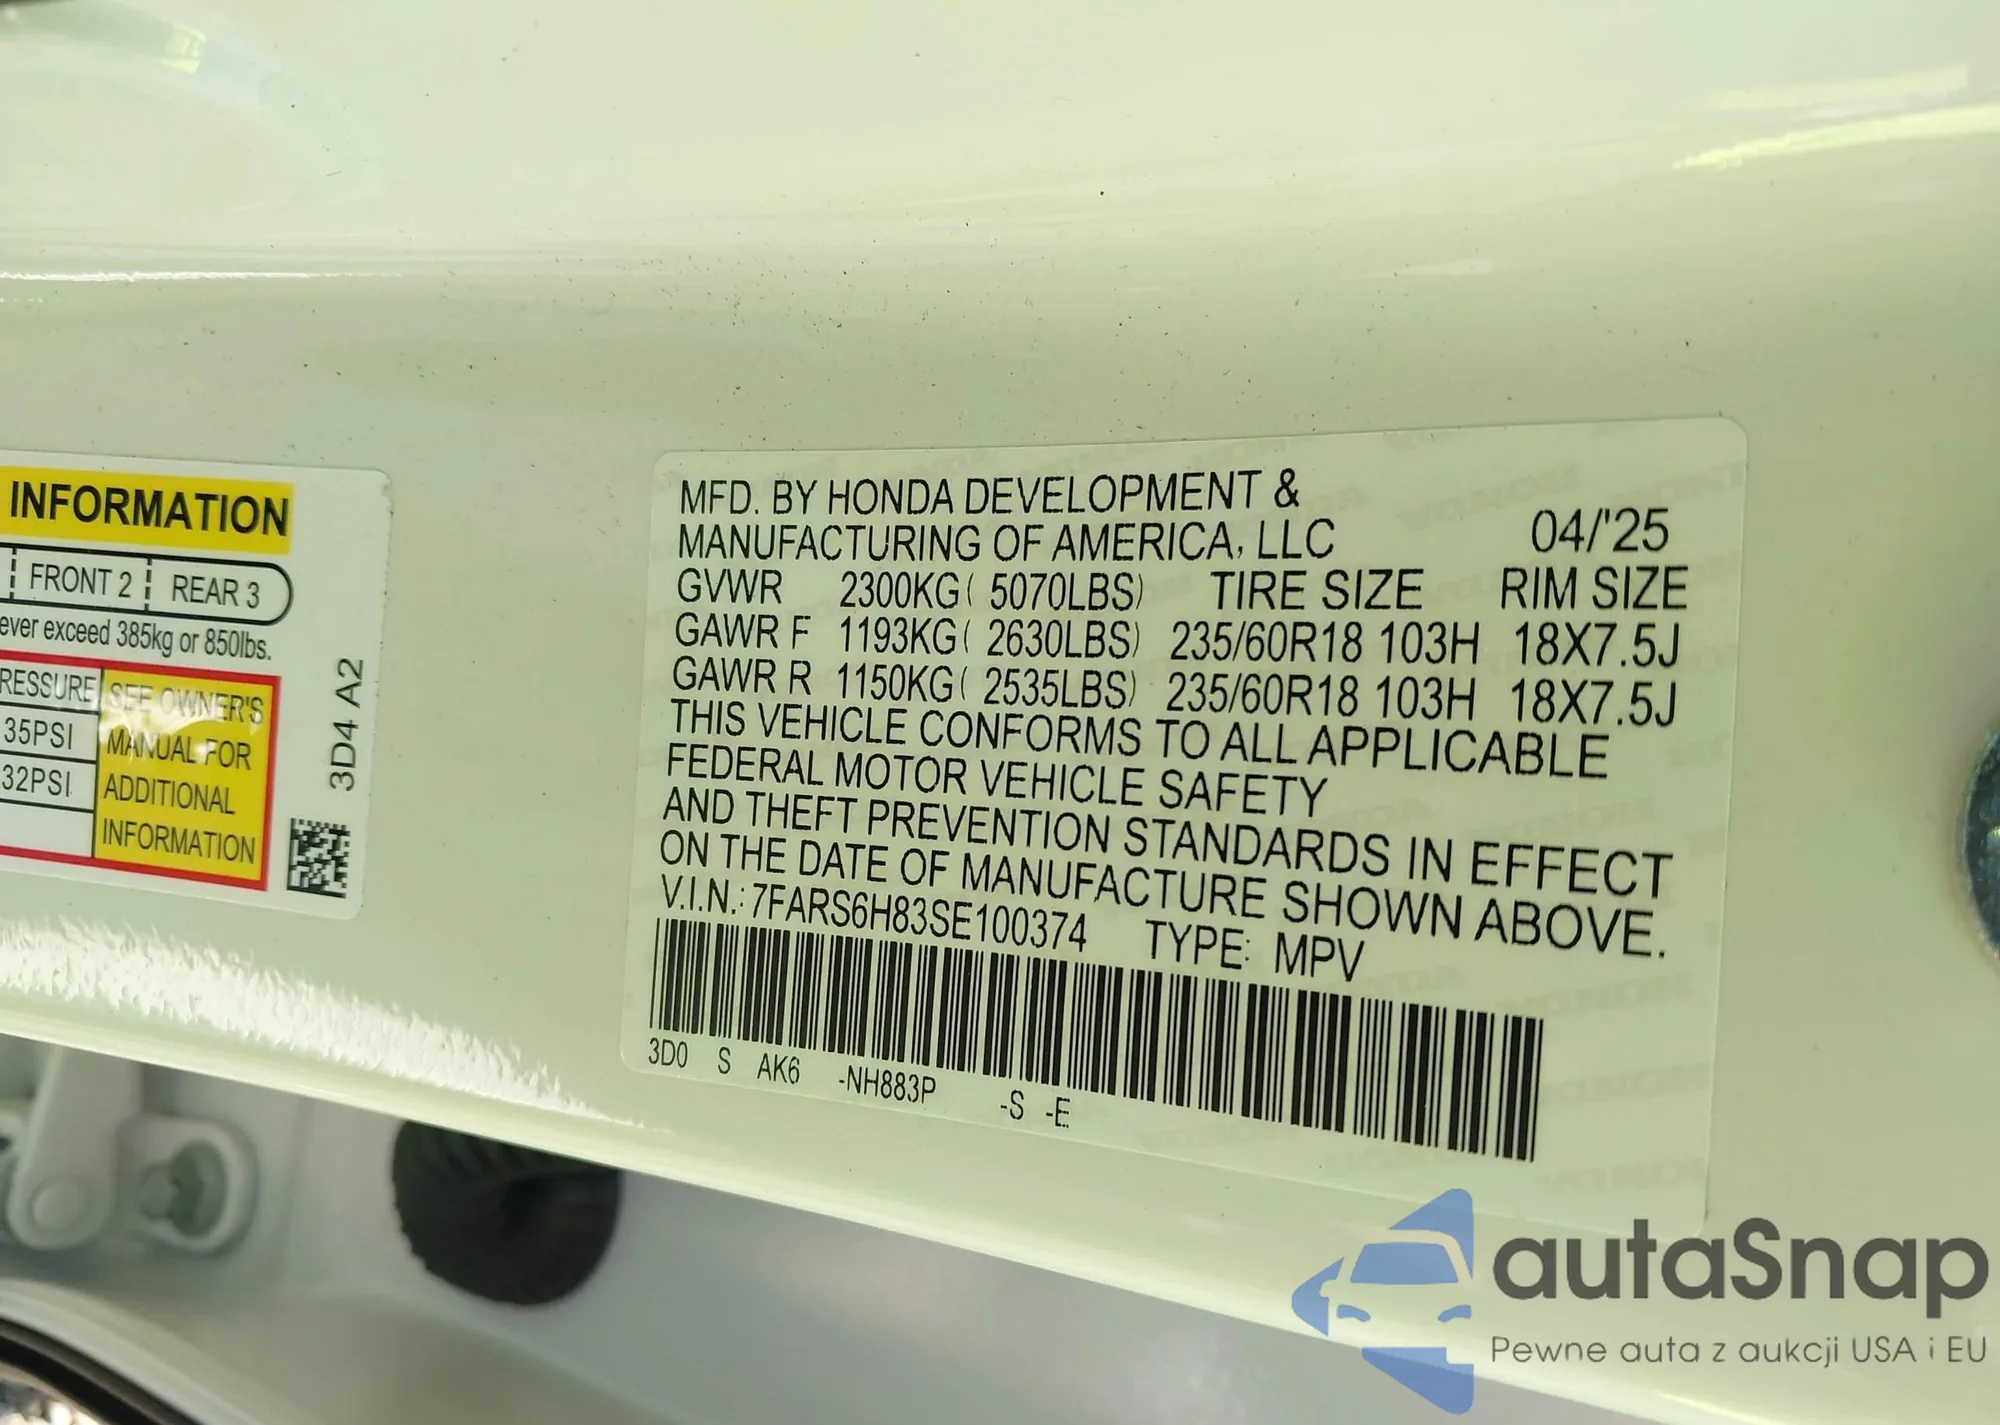 INFORMATION
FRONT 2
REAR 3
ever exceed 385kg or 850lbs.
RESSURE
SEE OWNER'S
35PSI
MANUAL FOR
32PSI
ADDITIONAL
INFORMATION
3D4 A2
MFD. BY HONDA DEVELOPMENT &
MANUFACTURING OF AMERICA, LLC 04/'25
GVWR 2300KG( 5070LBS) TIRE SIZE RIM SIZE
GAWR F 1193KG( 2630LBS) 235/60R18 103H 18X7.5J
GAWR R 1150KG( 2535LBS) 235/60R18 103H 18X7.5J
THIS VEHICLE CONFORMS TO ALL APPLICABLE
FEDERAL MOTOR VEHICLE SAFETY
AND THEFT PREVENTION STANDARDS IN EFFECT
ON THE DATE OF MANUFACTURE SHOWN ABOVE.
V.I.N.: 7FARS6H83SE100374 TYPE: MPV
3D0 S AK6 -NH883P -S -E
autaSnap
Pewne auta z aukcji USA i EU